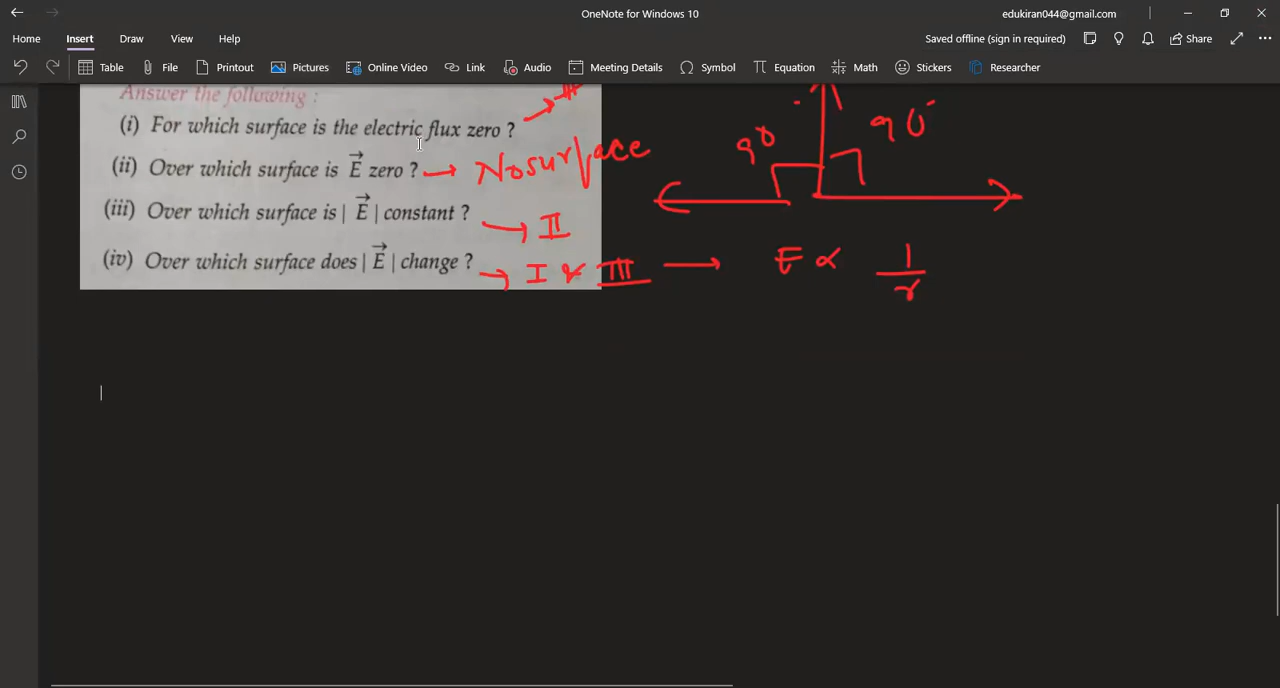 OneNote for Windows 10
edukiran044@gmail.com
Home Insert Draw View Help
Saved offline (sign in required) Share
Table File Printout Pictures Online Video Link Audio Meeting Details Symbol Equation Math Stickers Researcher
Answer the following :
(i) For which surface is the electric flux zero ?
(ii) Over which surface is E⃗ zero ? → No surface
(iii) Over which surface is | E⃗ | constant ? → II
(iv) Over which surface does | E⃗ | change ? → I & III → E ∝ 1/r
90 90°